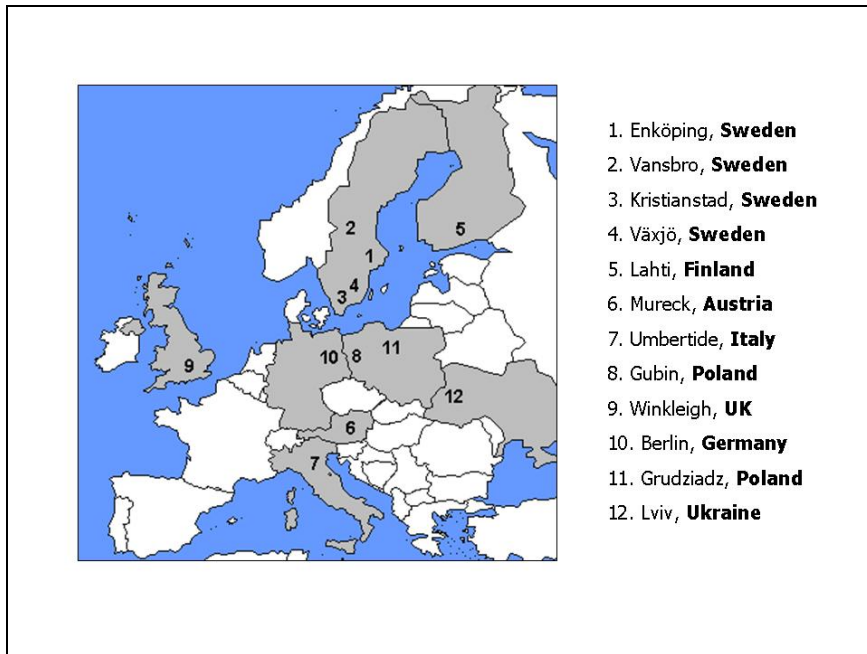 2
1
5
4
3
9
10
8
11
12
6
7
1. Enköping, Sweden
2. Vansbro, Sweden
3. Kristianstad, Sweden
4. Växjö, Sweden
5. Lahti, Finland
6. Mureck, Austria
7. Umbertide, Italy
8. Gubin, Poland
9. Winkleigh, UK
10. Berlin, Germany
11. Grudziadz, Poland
12. Lviv, Ukraine